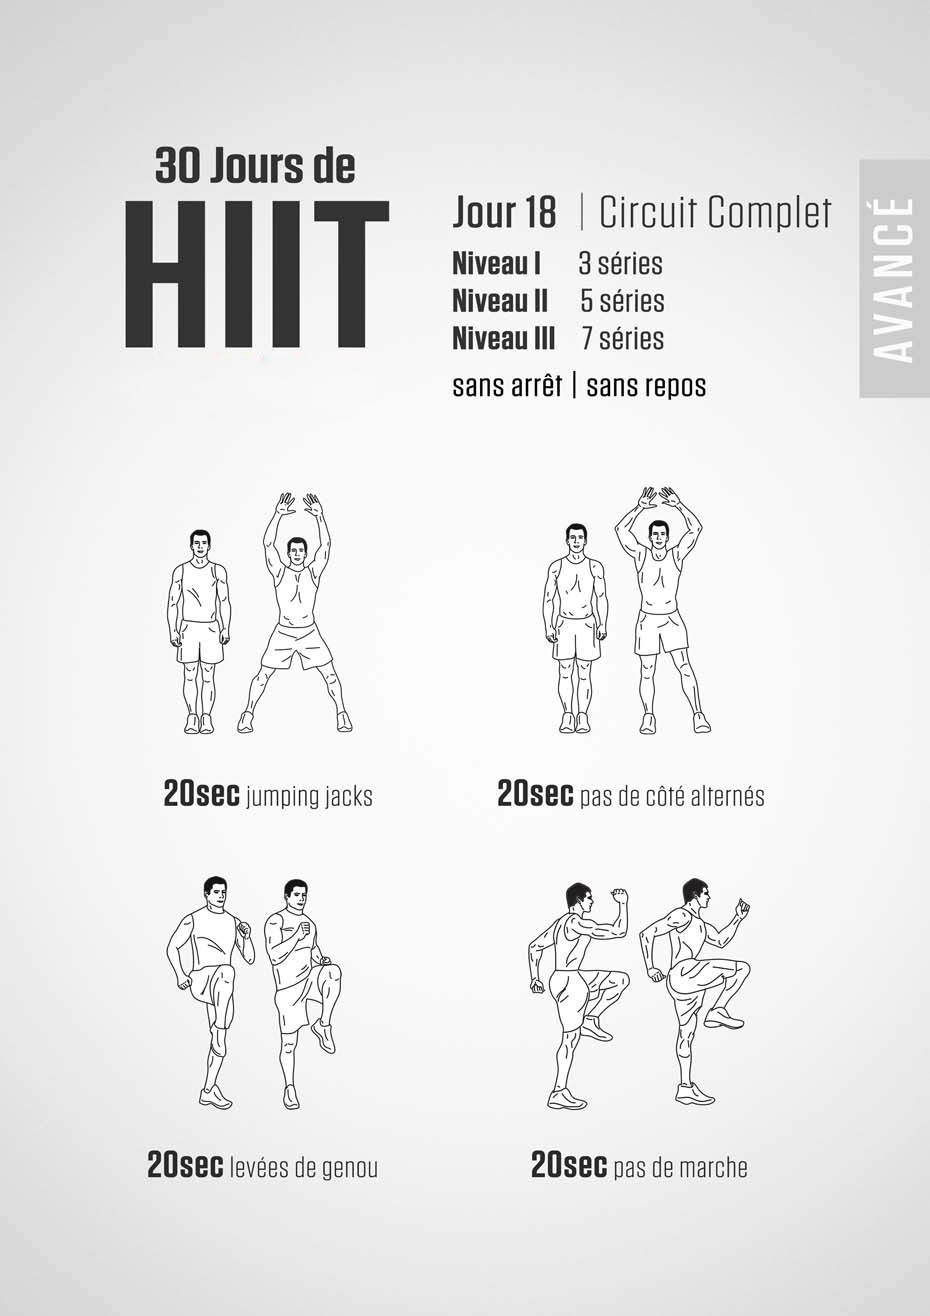 30 Jours de
HIIT
Jour 18 | Circuit Complet
Niveau I 3 séries
Niveau II 5 séries
Niveau III 7 séries
sans arrêt | sans repos
AVANCÉ
20sec jumping jacks
20sec pas de côté alternés
20sec levées de genou
20sec pas de marche